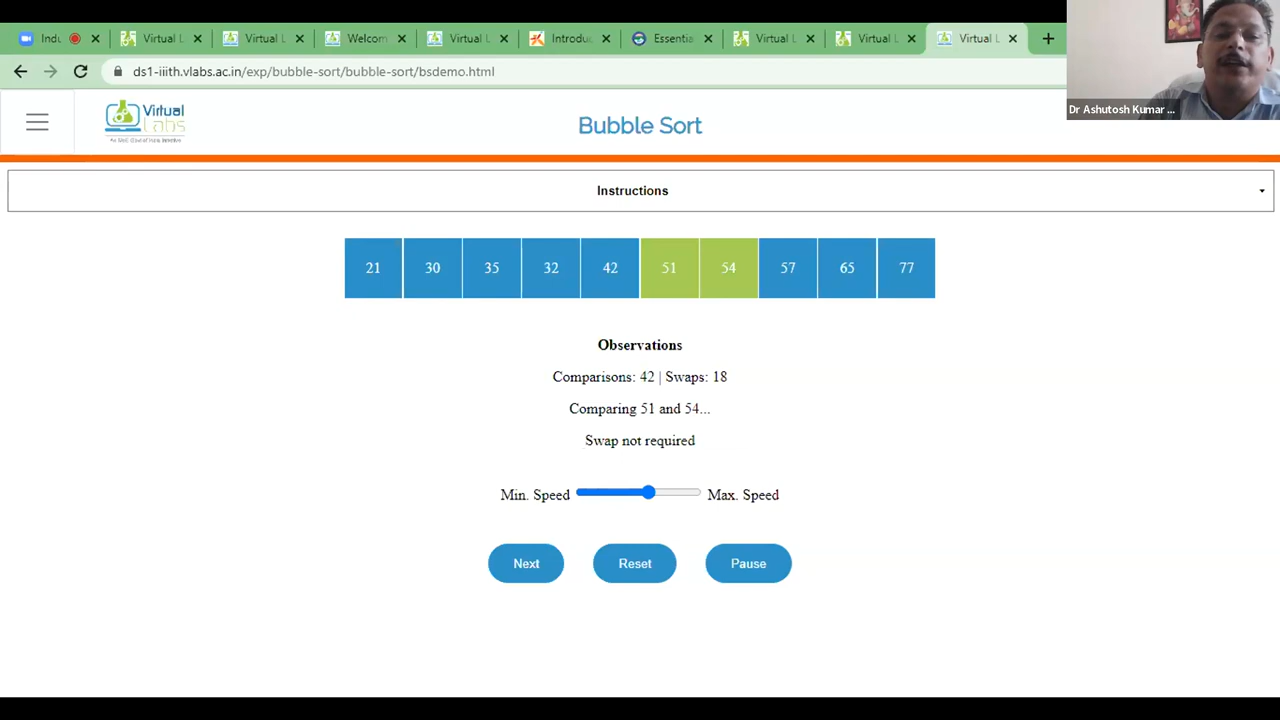 Indu
Virtual L
Virtual L
Welcom
Virtual L
Introdu
Essentia
Virtual L
Virtual L
Virtual L
ds1-iiith.vlabs.ac.in/exp/bubble-sort/bubble-sort/bsdemo.html
Dr Ashutosh Kumar ...
Virtual
Labs
Bubble Sort
Instructions
21 30 35 32 42 51 54 57 65 77
Observations
Comparisons: 42 | Swaps: 18
Comparing 51 and 54...
Swap not required
Min. Speed Max. Speed
Next Reset Pause